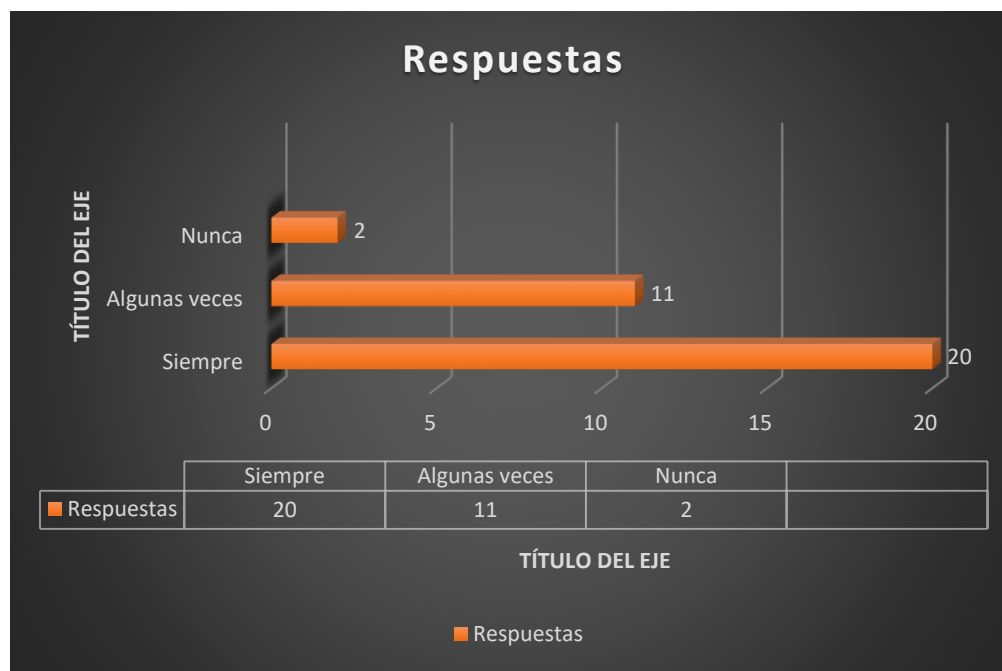 Respuestas
TÍTULO DEL EJE
Nunca
2
Algunas veces
11
Siempre
20
0 5 10 15 20
Siempre Algunas veces Nunca
Respuestas 20 11 2
TÍTULO DEL EJE
Respuestas